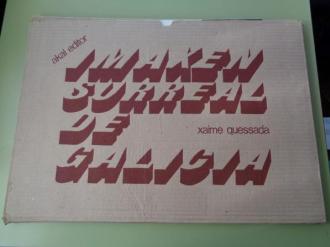 akal editor
IMAXEN
SURREAL
DE
xaime quessada
GALICIA